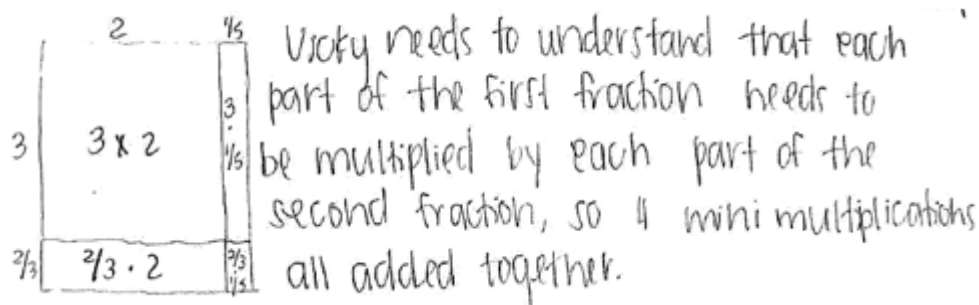 2 1/5
Vicky needs to understand that each
part of the first fraction needs to
be multiplied by each part of the
second fraction, so 4 mini multiplications
all added together.
3
3 x 2
3
·
1/5
2/3
2/3 · 2
2/3
·
1/5